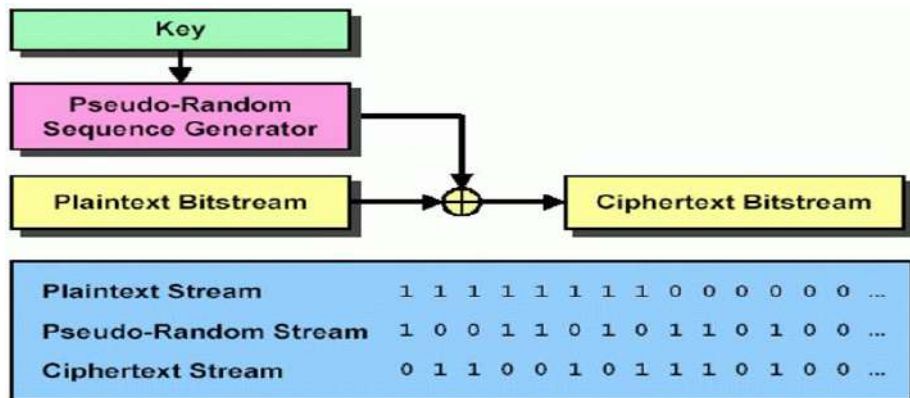 Key
Pseudo-Random
Sequence Generator
Plaintext Bitstream
Ciphertext Bitstream
Plaintext Stream 1 1 1 1 1 1 1 1 0 0 0 0 0 0 ...
Pseudo-Random Stream 1 0 0 1 1 0 1 0 1 1 0 1 0 0 ...
Ciphertext Stream 0 1 1 0 0 1 0 1 1 1 0 1 0 0 ...